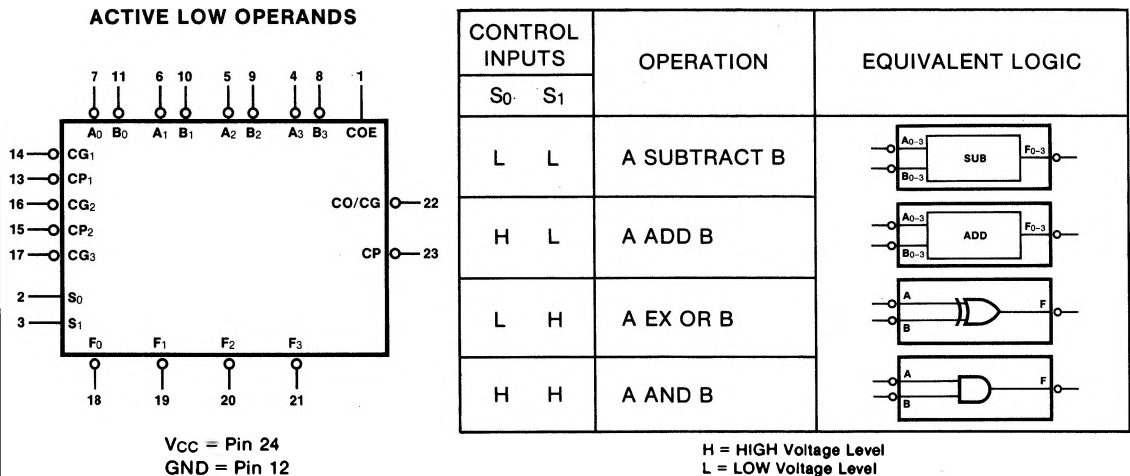 ACTIVE LOW OPERANDS
7 11 6 10 5 9 4 8 1
A0 B0 A1 B1 A2 B2 A3 B3 COE
14 CG1
13 CP1
16 CG2
15 CP2
17 CG3
2 S0
3 S1
CO/CG 22
CP 23
F0 F1 F2 F3
18 19 20 21
VCC = Pin 24
GND = Pin 12
CONTROL INPUTS OPERATION EQUIVALENT LOGIC
S0 S1
L L A SUBTRACT B A0-3 B0-3 SUB F0-3
H L A ADD B A0-3 B0-3 ADD F0-3
L H A EX OR B A B F
H H A AND B A B F
H = HIGH Voltage Level
L = LOW Voltage Level